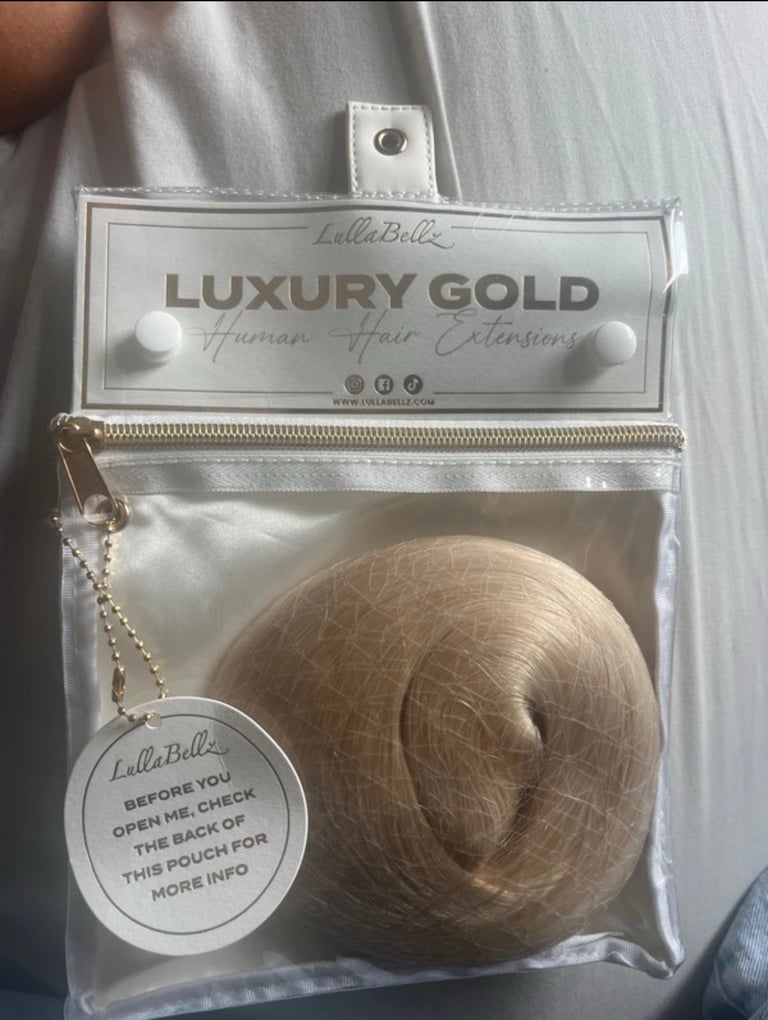 LullaBellz
LUXURY GOLD
Human Hair Extensions
WWW.LULLABELLZ.COM
LullaBellz
BEFORE YOU
OPEN ME, CHECK
THE BACK OF
THIS POUCH FOR
MORE INFO